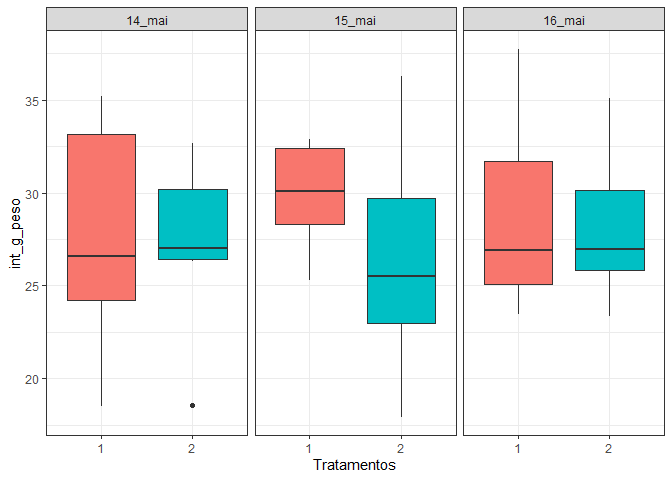 14_mai 15_mai 16_mai
int_g_peso
35
30
25
20
1 2 1 2 1 2
Tratamentos